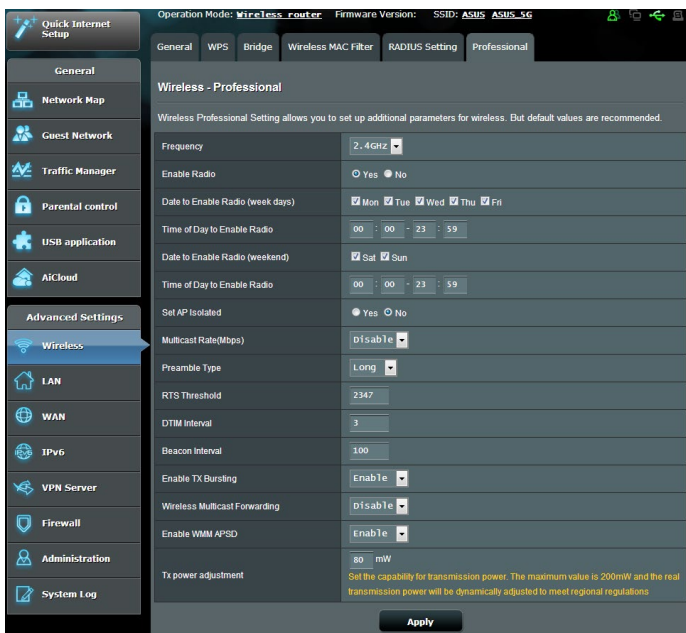 Quick Internet
Setup
General
Network Map
Guest Network
Traffic Manager
Parental control
USB application
AiCloud
Advanced Settings
Wireless
LAN
WAN
IPv6
VPN Server
Firewall
Administration
System Log
Operation Mode: Wireless router Firmware Version: SSID: ASUS ASUS_5G
General WPS Bridge Wireless MAC Filter RADIUS Setting Professional
Wireless - Professional
Wireless Professional Setting allows you to set up additional parameters for wireless. But default values are recommended.
Frequency 2.4GHz
Enable Radio Yes No
Date to Enable Radio (week days) Mon Tue Wed Thu Fri
Time of Day to Enable Radio 00 : 00 - 23 : 59
Date to Enable Radio (weekend) Sat Sun
Time of Day to Enable Radio 00 : 00 - 23 : 59
Set AP Isolated Yes No
Multicast Rate(Mbps) Disable
Preamble Type Long
RTS Threshold 2347
DTIM Interval 3
Beacon Interval 100
Enable TX Bursting Enable
Wireless Multicast Forwarding Disable
Enable WMM APSD Enable
Tx power adjustment 80 mW
Set the capability for transmission power. The maximum value is 200mW and the real
transmission power will be dynamically adjusted to meet regional regulations
Apply